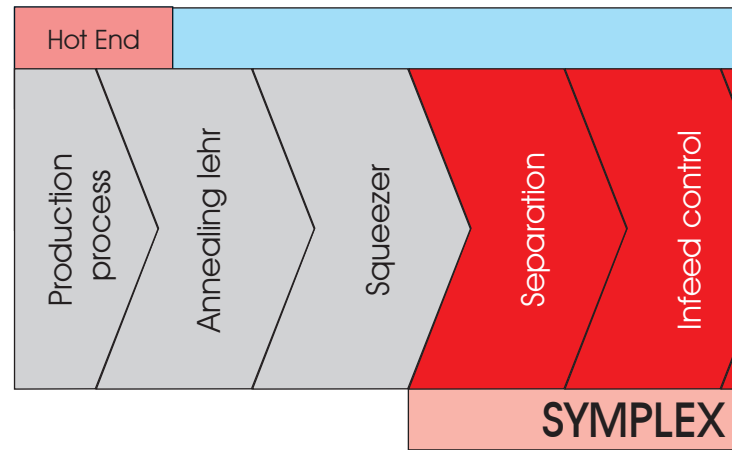 Hot End
Production
process
Annealing lehr
Squeezer
Separation
Infeed control
SYMPLEX